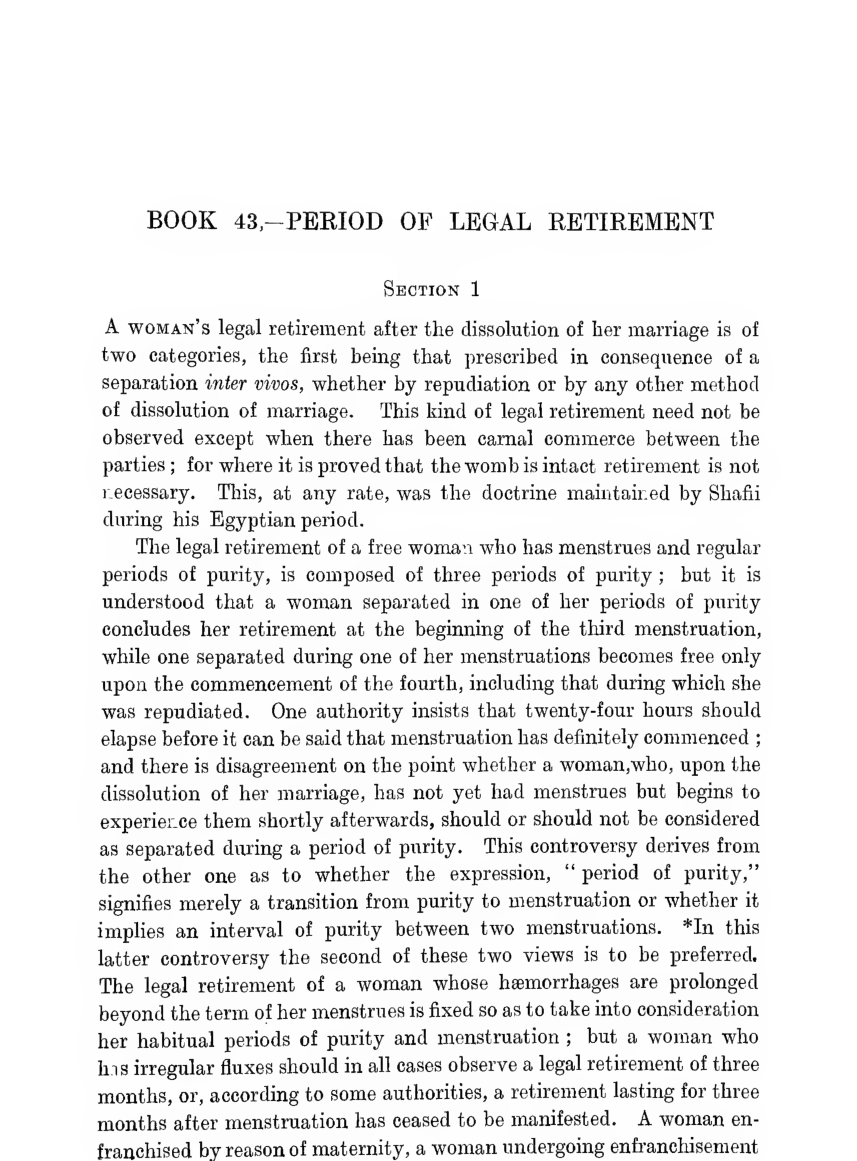 BOOK 43,—PERIOD OF LEGAL RETIREMENT
SECTION 1
A WOMAN'S legal retirement after the dissolution of her marriage is of
two categories, the first being that prescribed in consequence of a
separation inter vivos, whether by repudiation or by any other method
of dissolution of marriage. This kind of legal retirement need not be
observed except when there has been carnal commerce between the
parties ; for where it is proved that the womb is intact retirement is not
necessary. This, at any rate, was the doctrine maintained by Shafii
during his Egyptian period.
The legal retirement of a free woman who has menstrues and regular
periods of purity, is composed of three periods of purity ; but it is
understood that a woman separated in one of her periods of purity
concludes her retirement at the beginning of the third menstruation,
while one separated during one of her menstruations becomes free only
upon the commencement of the fourth, including that during which she
was repudiated. One authority insists that twenty-four hours should
elapse before it can be said that menstruation has definitely commenced ;
and there is disagreement on the point whether a woman,who, upon the
dissolution of her marriage, has not yet had menstrues but begins to
experience them shortly afterwards, should or should not be considered
as separated during a period of purity. This controversy derives from
the other one as to whether the expression, “ period of purity,”
signifies merely a transition from purity to menstruation or whether it
implies an interval of purity between two menstruations. *In this
latter controversy the second of these two views is to be preferred.
The legal retirement of a woman whose hæmorrhages are prolonged
beyond the term of her menstrues is fixed so as to take into consideration
her habitual periods of purity and menstruation ; but a woman who
has irregular fluxes should in all cases observe a legal retirement of three
months, or, according to some authorities, a retirement lasting for three
months after menstruation has ceased to be manifested. A woman en-
franchised by reason of maternity, a woman undergoing enfranchisement